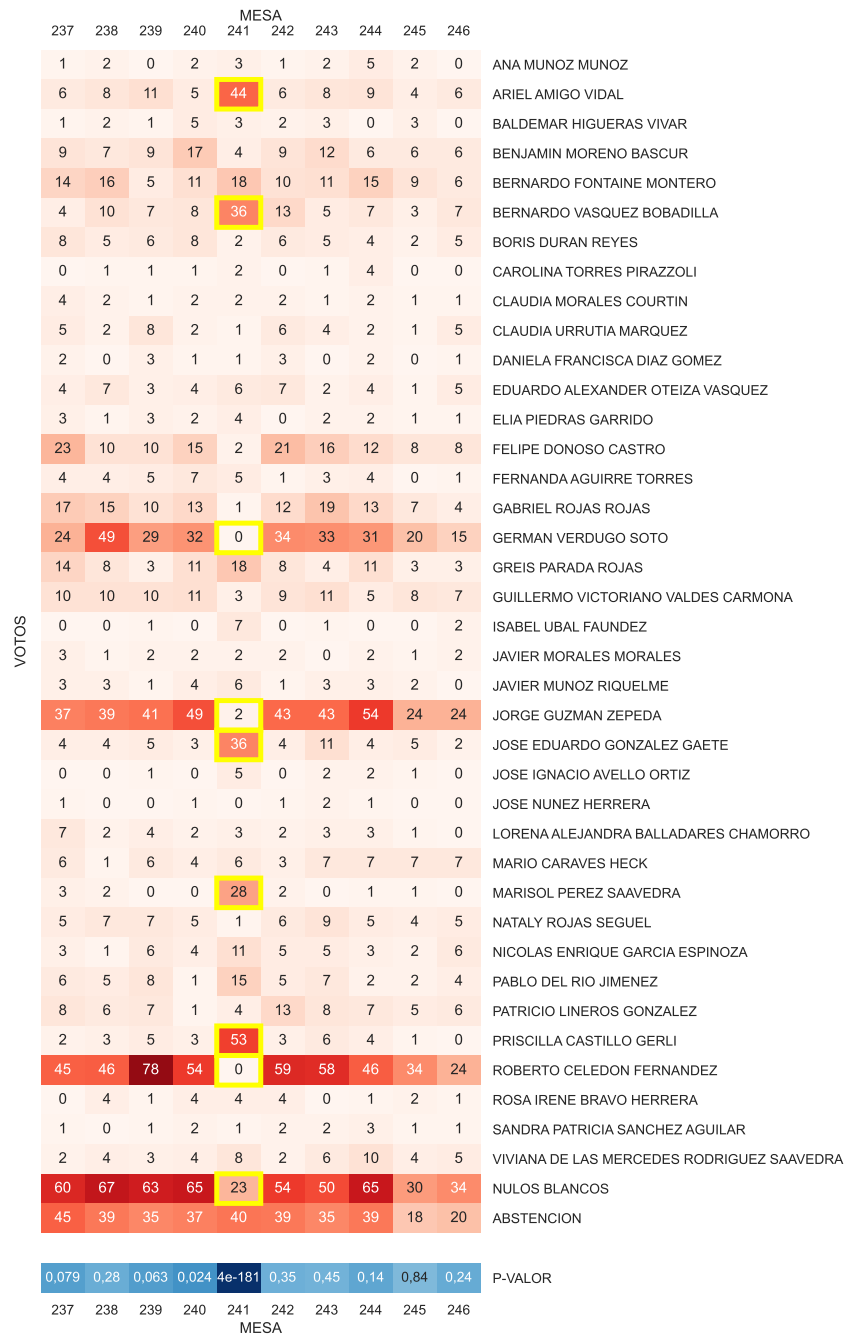 MESA
237 238 239 240 241 242 243 244 245 246
1 2 0 2 3 1 2 5 2 0 ANA MUNOZ MUNOZ
6 8 11 5 44 6 8 9 4 6 ARIEL AMIGO VIDAL
1 2 1 5 3 2 3 0 3 0 BALDEMAR HIGUERAS VIVAR
9 7 9 17 4 9 12 6 6 6 BENJAMIN MORENO BASCUR
14 16 5 11 18 10 11 15 9 6 BERNARDO FONTAINE MONTERO
4 10 7 8 36 13 5 7 3 7 BERNARDO VASQUEZ BOBADILLA
8 5 6 8 2 6 5 4 2 5 BORIS DURAN REYES
0 1 1 1 2 0 1 4 0 0 CAROLINA TORRES PIRAZZOLI
4 2 1 2 2 2 1 2 1 1 CLAUDIA MORALES COURTIN
5 2 8 2 1 6 4 2 1 5 CLAUDIA URRUTIA MARQUEZ
2 0 3 1 1 3 0 2 0 1 DANIELA FRANCISCA DIAZ GOMEZ
4 7 3 4 6 7 2 4 1 5 EDUARDO ALEXANDER OTEIZA VASQUEZ
3 1 3 2 4 0 2 2 1 1 ELIA PIEDRAS GARRIDO
23 10 10 15 2 21 16 12 8 8 FELIPE DONOSO CASTRO
4 4 5 7 5 1 3 4 0 1 FERNANDA AGUIRRE TORRES
17 15 10 13 1 12 19 13 7 4 GABRIEL ROJAS ROJAS
24 49 29 32 0 34 33 31 20 15 GERMAN VERDUGO SOTO
14 8 3 11 18 8 4 11 3 3 GREIS PARADA ROJAS
10 10 10 11 3 9 11 5 8 7 GUILLERMO VICTORIANO VALDES CARMONA
0 0 1 0 7 0 1 0 0 2 ISABEL UBAL FAUNDEZ
3 1 2 2 2 2 0 2 1 2 JAVIER MORALES MORALES
3 3 1 4 6 1 3 3 2 0 JAVIER MUNOZ RIQUELME
37 39 41 49 2 43 43 54 24 24 JORGE GUZMAN ZEPEDA
4 4 5 3 36 4 11 4 5 2 JOSE EDUARDO GONZALEZ GAETE
0 0 1 0 5 0 2 2 1 0 JOSE IGNACIO AVELLO ORTIZ
1 0 0 1 0 1 2 1 0 0 JOSE NUNEZ HERRERA
7 2 4 2 3 2 3 3 1 0 LORENA ALEJANDRA BALLADARES CHAMORRO
6 1 6 4 6 3 7 7 7 7 MARIO CARAVES HECK
3 2 0 0 28 2 0 1 1 0 MARISOL PEREZ SAAVEDRA
5 7 7 5 1 6 9 5 4 5 NATALY ROJAS SEGUEL
3 1 6 4 11 5 5 3 2 6 NICOLAS ENRIQUE GARCIA ESPINOZA
6 5 8 1 15 5 7 2 2 4 PABLO DEL RIO JIMENEZ
8 6 7 1 4 13 8 7 5 6 PATRICIO LINEROS GONZALEZ
2 3 5 3 53 3 6 4 1 0 PRISCILLA CASTILLO GERLI
45 46 78 54 0 59 58 46 34 24 ROBERTO CELEDON FERNANDEZ
0 4 1 4 4 4 0 1 2 1 ROSA IRENE BRAVO HERRERA
1 0 1 2 1 2 2 3 1 1 SANDRA PATRICIA SANCHEZ AGUILAR
2 4 3 4 8 2 6 10 4 5 VIVIANA DE LAS MERCEDES RODRIGUEZ SAAVEDRA
60 67 63 65 23 54 50 65 30 34 NULOS BLANCOS
45 39 35 37 40 39 35 39 18 20 ABSTENCION
VOTOS
0,079 0,28 0,063 0,024 4e-181 0,35 0,45 0,14 0,84 0,24 P-VALOR
237 238 239 240 241 242 243 244 245 246
MESA